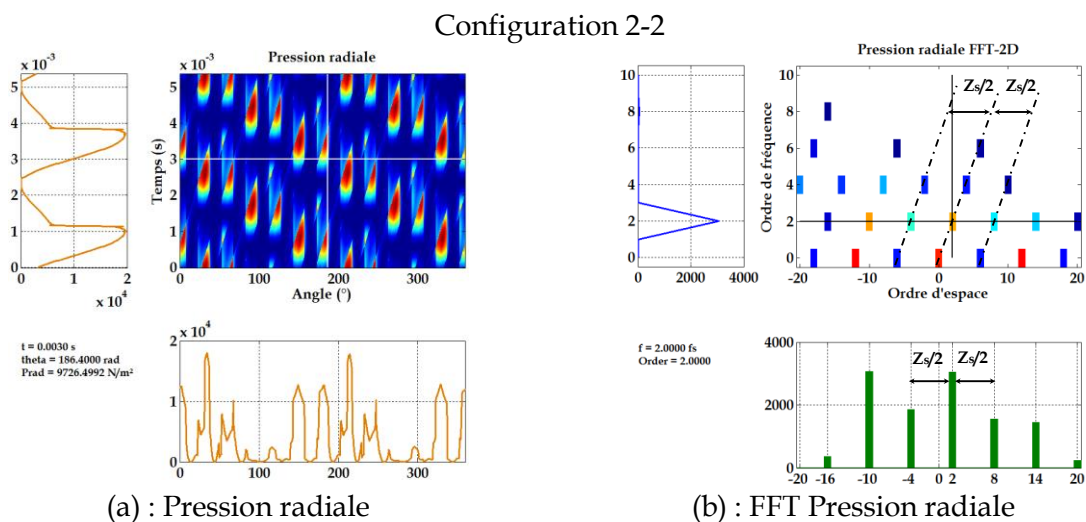 Configuration 2-2
x 10⁻³
5
4
3
2
1
0
0
1
2
x 10⁴
Pression radiale
x 10⁻³
Temps (s)
5
4
3
2
1
0
0
100
200
300
Angle (°)
t = 0.0030 s
theta = 186.4000 rad
Prad = 9726.4992 N/m²
x 10⁴
2
1
0
0
100
200
300
(a) : Pression radiale
10
8
6
4
2
0
0
2000
4000
Pression radiale FFT-2D
Ordre de fréquence
10
8
6
4
2
0
Zs/2
Zs/2
-20
-10
0
10
20
Ordre d'espace
f = 2.0000 fs
Order = 2.0000
4000
2000
0
Zs/2
Zs/2
-20
-16
-10
-4
0
2
8
14
20
(b) : FFT Pression radiale